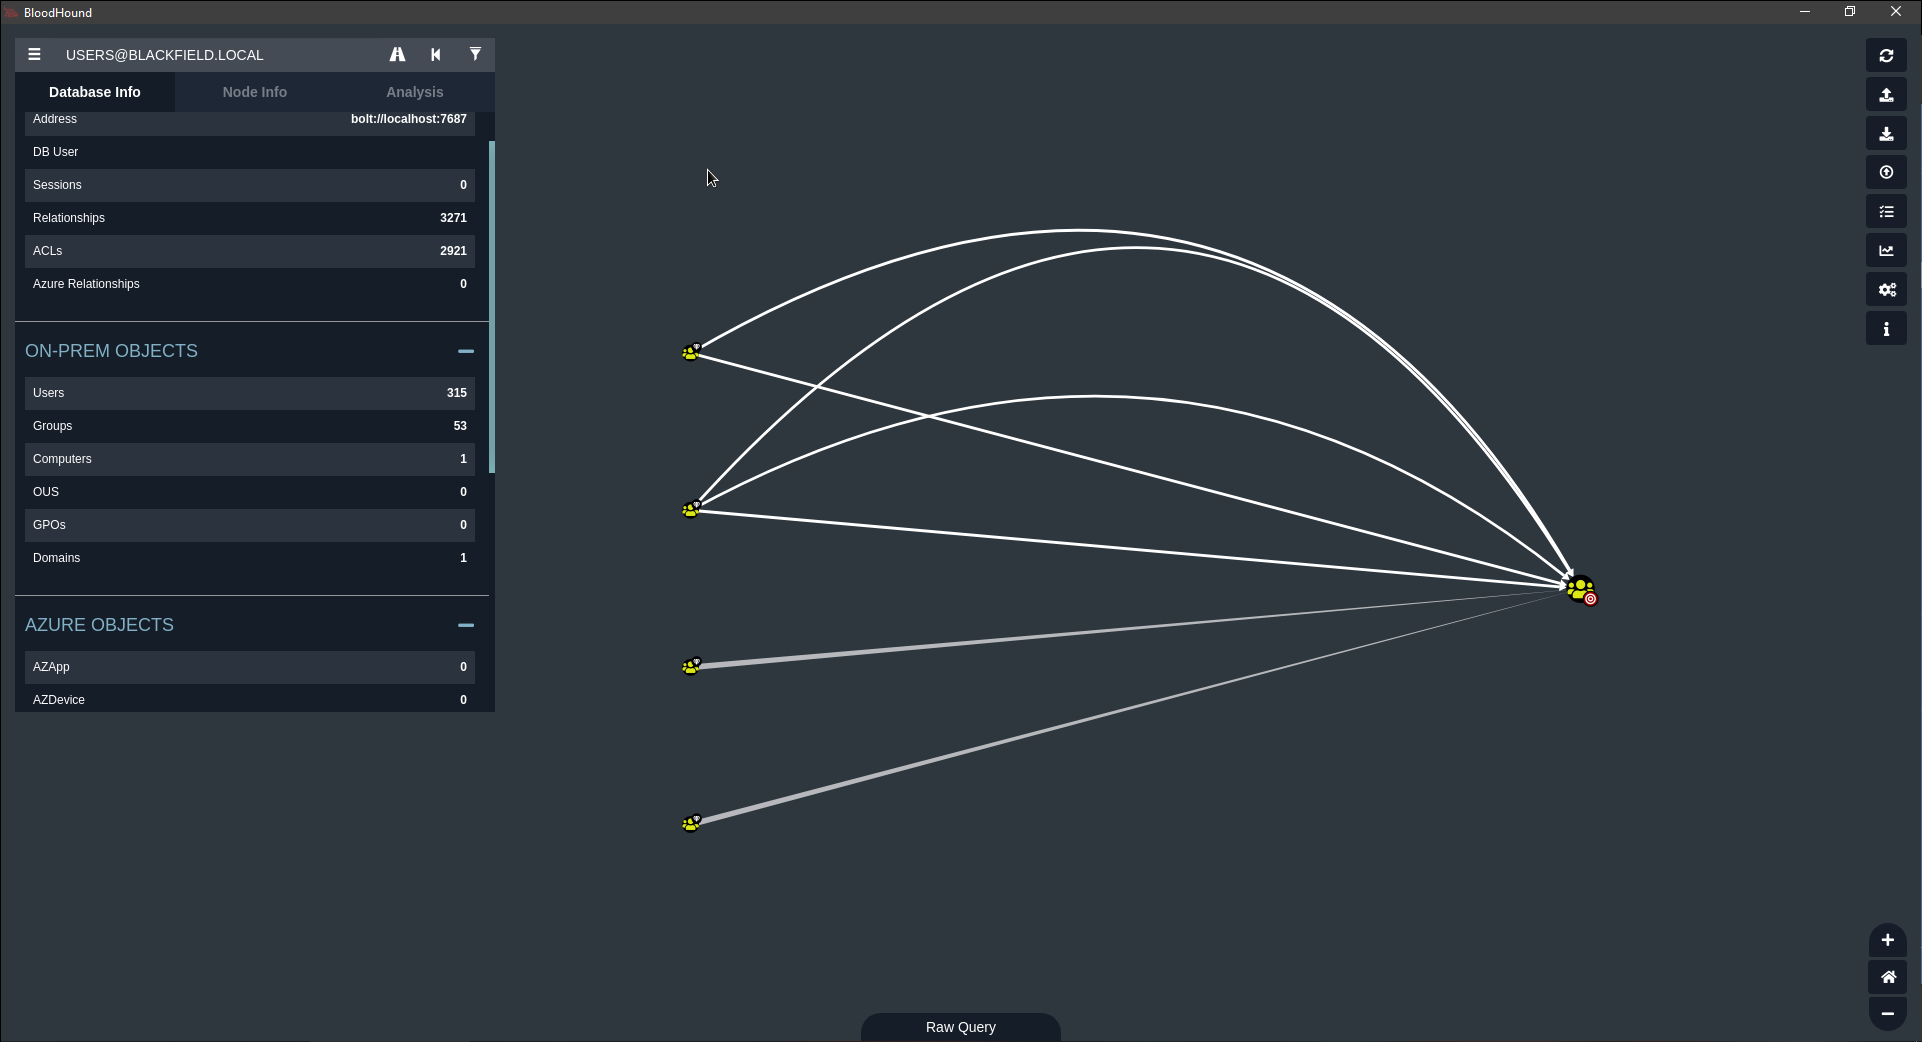 BloodHound
USERS@BLACKFIELD.LOCAL
Database Info Node Info Analysis
Address bolt://localhost:7687
DB User
Sessions 0
Relationships 3271
ACLs 2921
Azure Relationships 0
ON-PREM OBJECTS
Users 315
Groups 53
Computers 1
OUS 0
GPOs 0
Domains 1
AZURE OBJECTS
AZApp 0
AZDevice 0
Raw Query